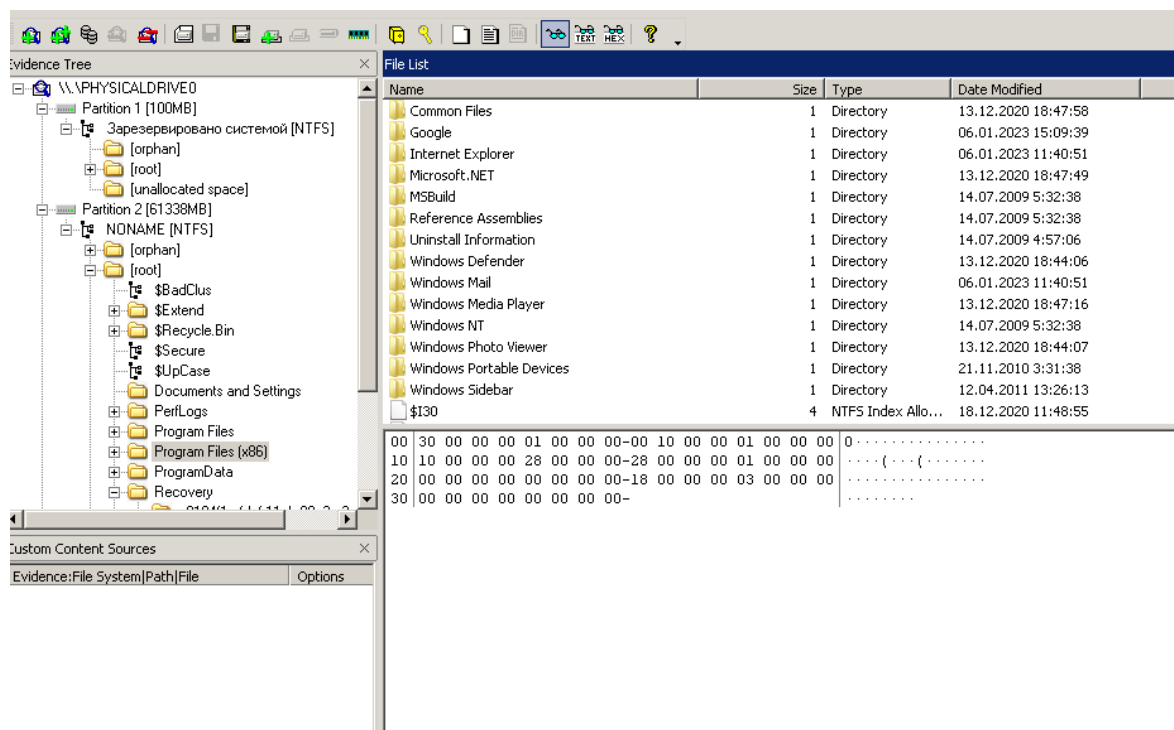 TEXT HEX
Evidence Tree
\\.\PHYSICALDRIVE0
Partition 1 [100MB]
Зарезервировано системой [NTFS]
[orphan]
[root]
[unallocated space]
Partition 2 [61338MB]
NONAME [NTFS]
[orphan]
[root]
$BadClus
$Extend
$Recycle.Bin
$Secure
$UpCase
Documents and Settings
PerfLogs
Program Files
Program Files (x86)
ProgramData
Recovery
Custom Content Sources
Evidence:File System|Path|File Options
File List
Name Size Type Date Modified
Common Files 1 Directory 13.12.2020 18:47:58
Google 1 Directory 06.01.2023 15:09:39
Internet Explorer 1 Directory 06.01.2023 11:40:51
Microsoft.NET 1 Directory 13.12.2020 18:47:49
MSBuild 1 Directory 14.07.2009 5:32:38
Reference Assemblies 1 Directory 14.07.2009 5:32:38
Uninstall Information 1 Directory 14.07.2009 4:57:06
Windows Defender 1 Directory 13.12.2020 18:44:06
Windows Mail 1 Directory 06.01.2023 11:40:51
Windows Media Player 1 Directory 13.12.2020 18:47:16
Windows NT 1 Directory 14.07.2009 5:32:38
Windows Photo Viewer 1 Directory 13.12.2020 18:44:07
Windows Portable Devices 1 Directory 21.11.2010 3:31:38
Windows Sidebar 1 Directory 12.04.2011 13:26:13
$I30 4 NTFS Index Allo... 18.12.2020 11:48:55
00 30 00 00 00 01 00 00 00-00 10 00 00 01 00 00 00 0···············
10 10 00 00 00 28 00 00 00-28 00 00 00 01 00 00 00 ····(···(·······
20 00 00 00 00 00 00 00 00-18 00 00 00 03 00 00 00 ················
30 00 00 00 00 00 00 00 00- ········